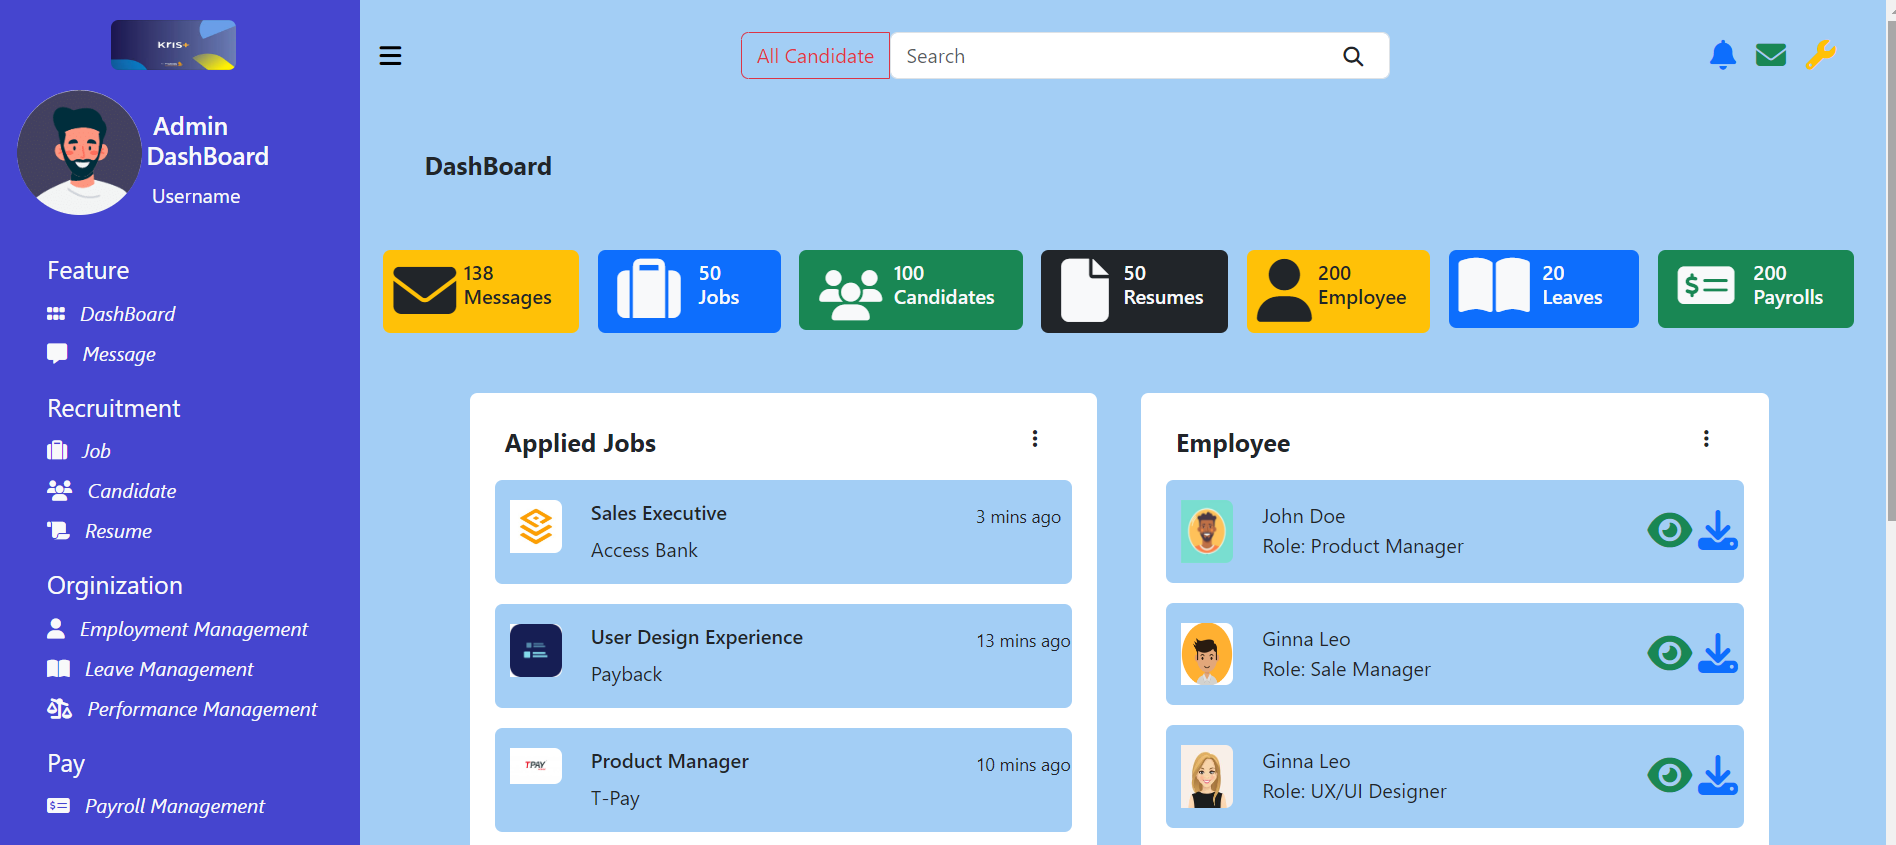 Kris+
Admin
DashBoard
Username
Feature
DashBoard
Message
Recruitment
Job
Candidate
Resume
Orginization
Employment Management
Leave Management
Performance Management
Pay
Payroll Management
All Candidate Search
DashBoard
138
Messages
50
Jobs
100
Candidates
50
Resumes
200
Employee
20
Leaves
200
Payrolls
Applied Jobs
Sales Executive 3 mins ago
Access Bank
User Design Experience 13 mins ago
Payback
TPAY
Product Manager 10 mins ago
T-Pay
Employee
John Doe
Role: Product Manager
Ginna Leo
Role: Sale Manager
Ginna Leo
Role: UX/UI Designer